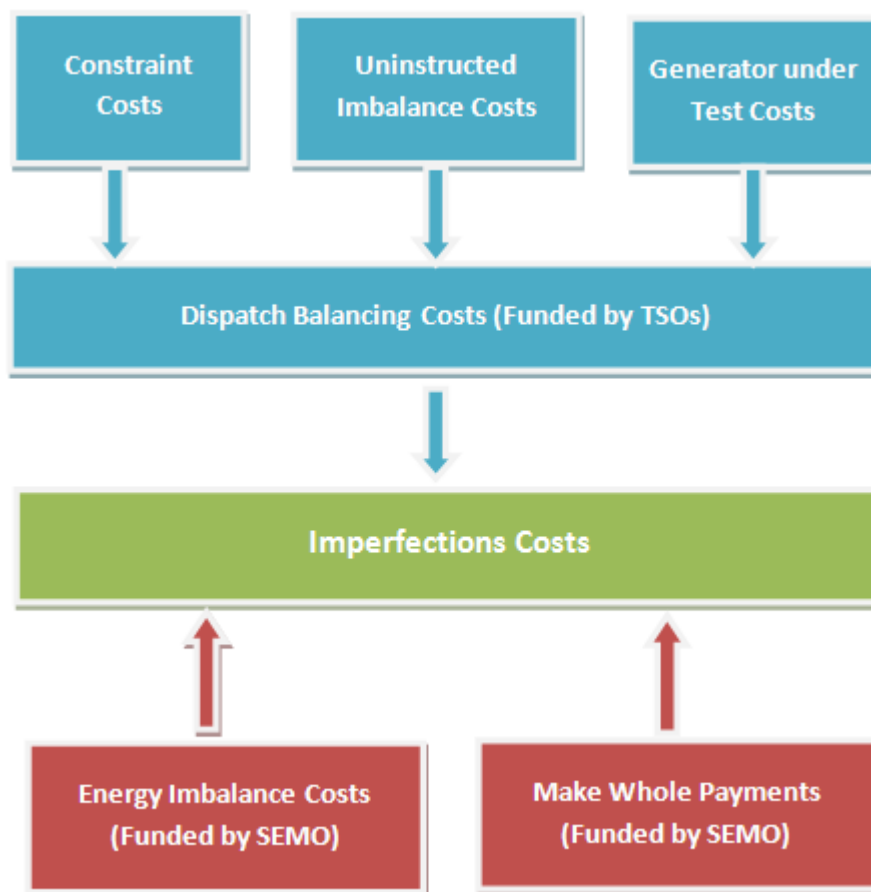 Constraint
Costs
Uninstructed
Imbalance Costs
Generator under
Test Costs
Dispatch Balancing Costs (Funded by TSOs)
Imperfections Costs
Energy Imbalance Costs
(Funded by SEMO)
Make Whole Payments
(Funded by SEMO)